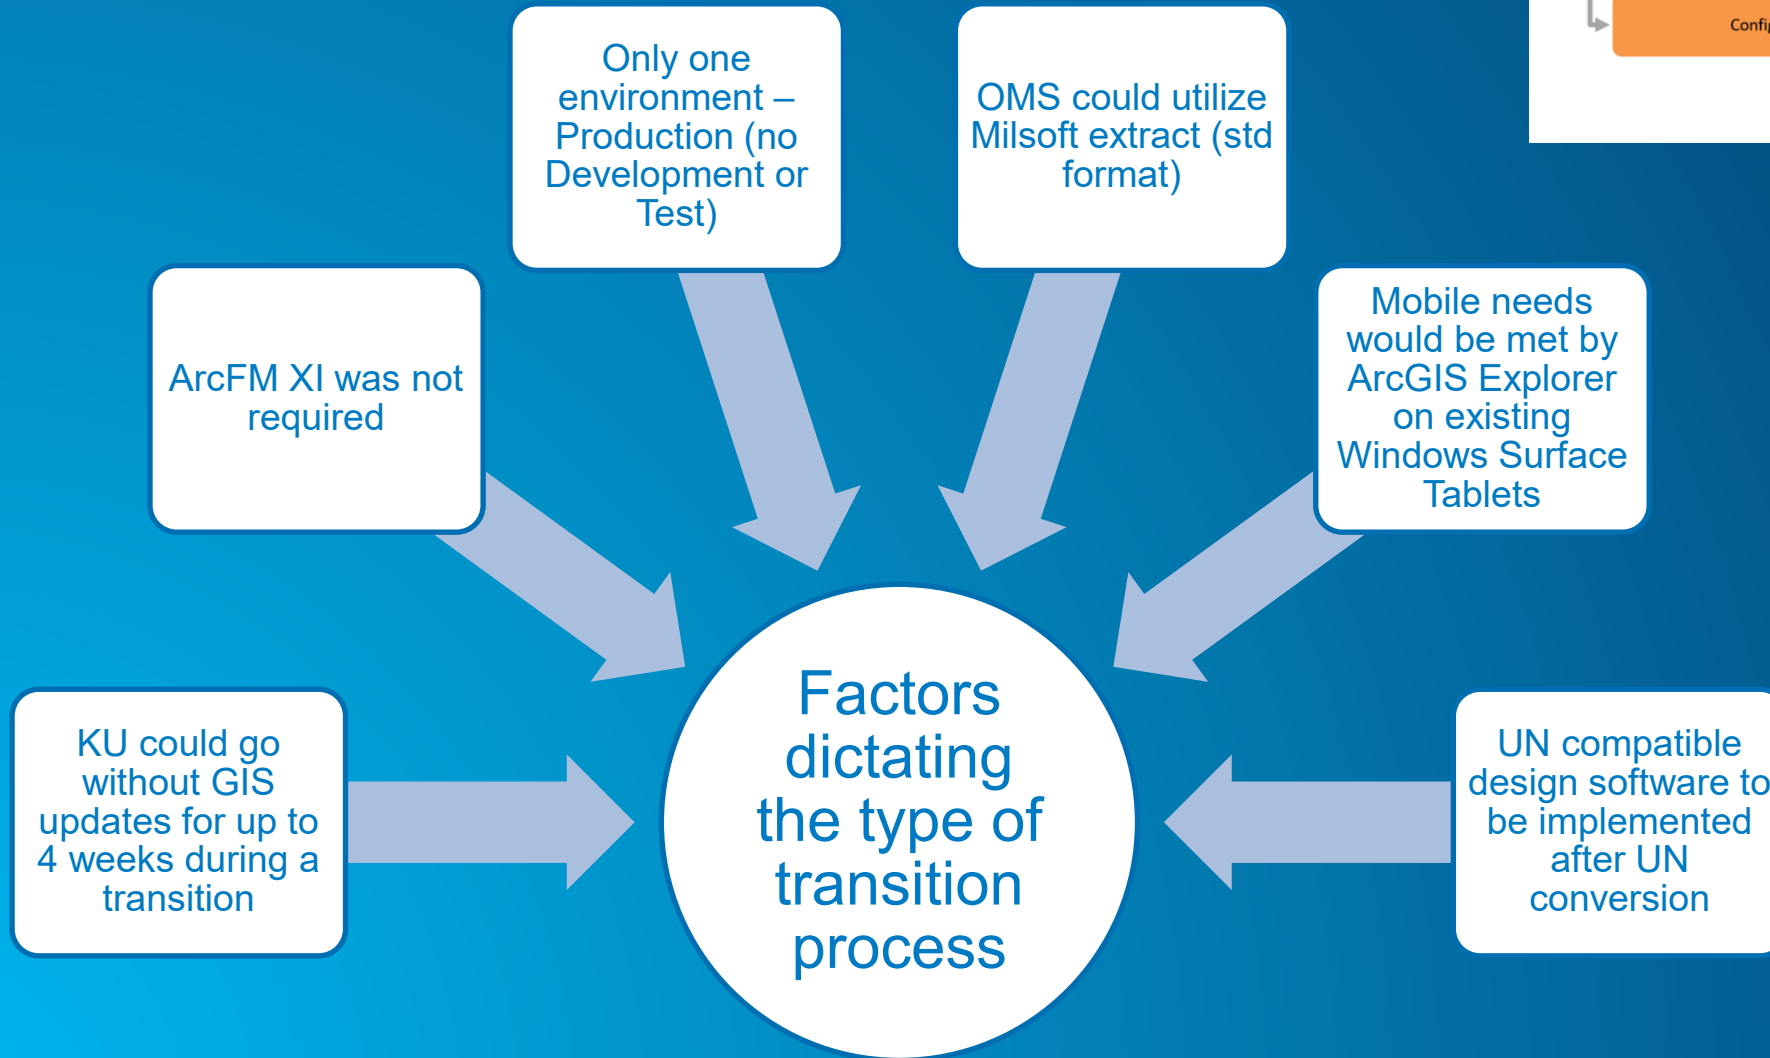 Config
Only one
environment –
Production (no
Development or
Test)
OMS could utilize
Milsoft extract (std
format)
ArcFM XI was not
required
Mobile needs
would be met by
ArcGIS Explorer
on existing
Windows Surface
Tablets
KU could go
without GIS
updates for up to
4 weeks during a
transition
Factors
dictating
the type of
transition
process
UN compatible
design software to
be implemented
after UN
conversion